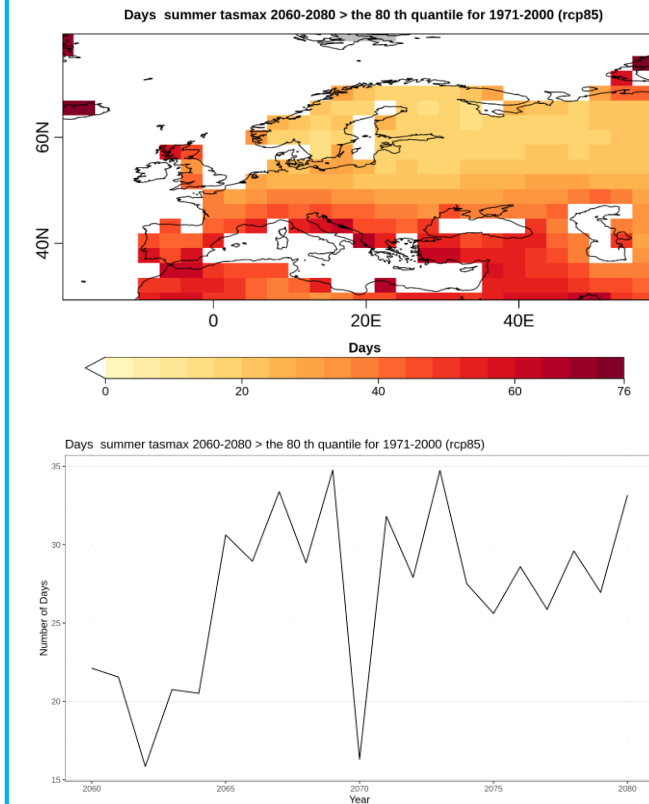 Days  summer tasmax 2060-2080 > the 80 th quantile for 1971-2000 (rcp85)
60N
40N
0 20E 40E
Days
0 20 40 60 76
Days  summer tasmax 2060-2080 > the 80 th quantile for 1971-2000 (rcp85)
35
30
25
20
15
Number of Days
2060 2065 2070 2075 2080
Year